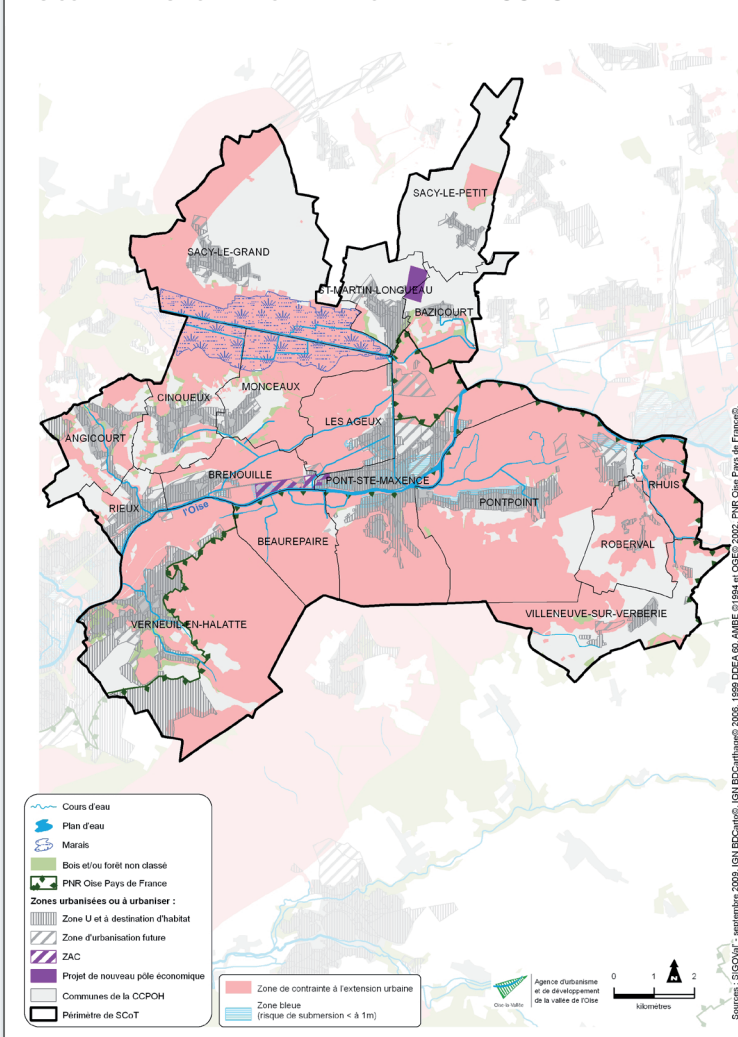 SACY-LE-PETIT
SACY-LE-GRAND
ST-MARTIN-LONGUEAU
BAZICOURT
MONCEAUX
CINQUEUX
LES AGEUX
ANGICOURT
BRENOUILLE
PONT-STE-MAXENCE
RHUIS
PONTPOINT
RIEUX
l'Oise
BEAUREPAIRE
ROBERVAL
VILLENEUVE-SUR-VERBERIE
VERNEUIL-EN-HALATTE
Cours d'eau
Plan d'eau
Marais
Bois et/ou forêt non classé
PNR Oise Pays de France
Zones urbanisées ou à urbaniser :
Zone U et à destination d'habitat
Zone d'urbanisation future
ZAC
Projet de nouveau pôle économique
Communes de la CCPOH
Périmètre de SCoT
Zone de contrainte à l'extension urbaine
Zone bleue
(risque de submersion < à 1m)
Oise la Vallée
Agence d'urbanisme
et de développement
de la vallée de l'Oise
0 1 2
kilomètres
N
Sources : SIGOVal' - septembre 2009, IGN BDCarto©, IGN BDCarthage© 2006, 1999 DDEA 60, AMBE ©1994 et OGE© 2002, PNR Oise Pays de France©.